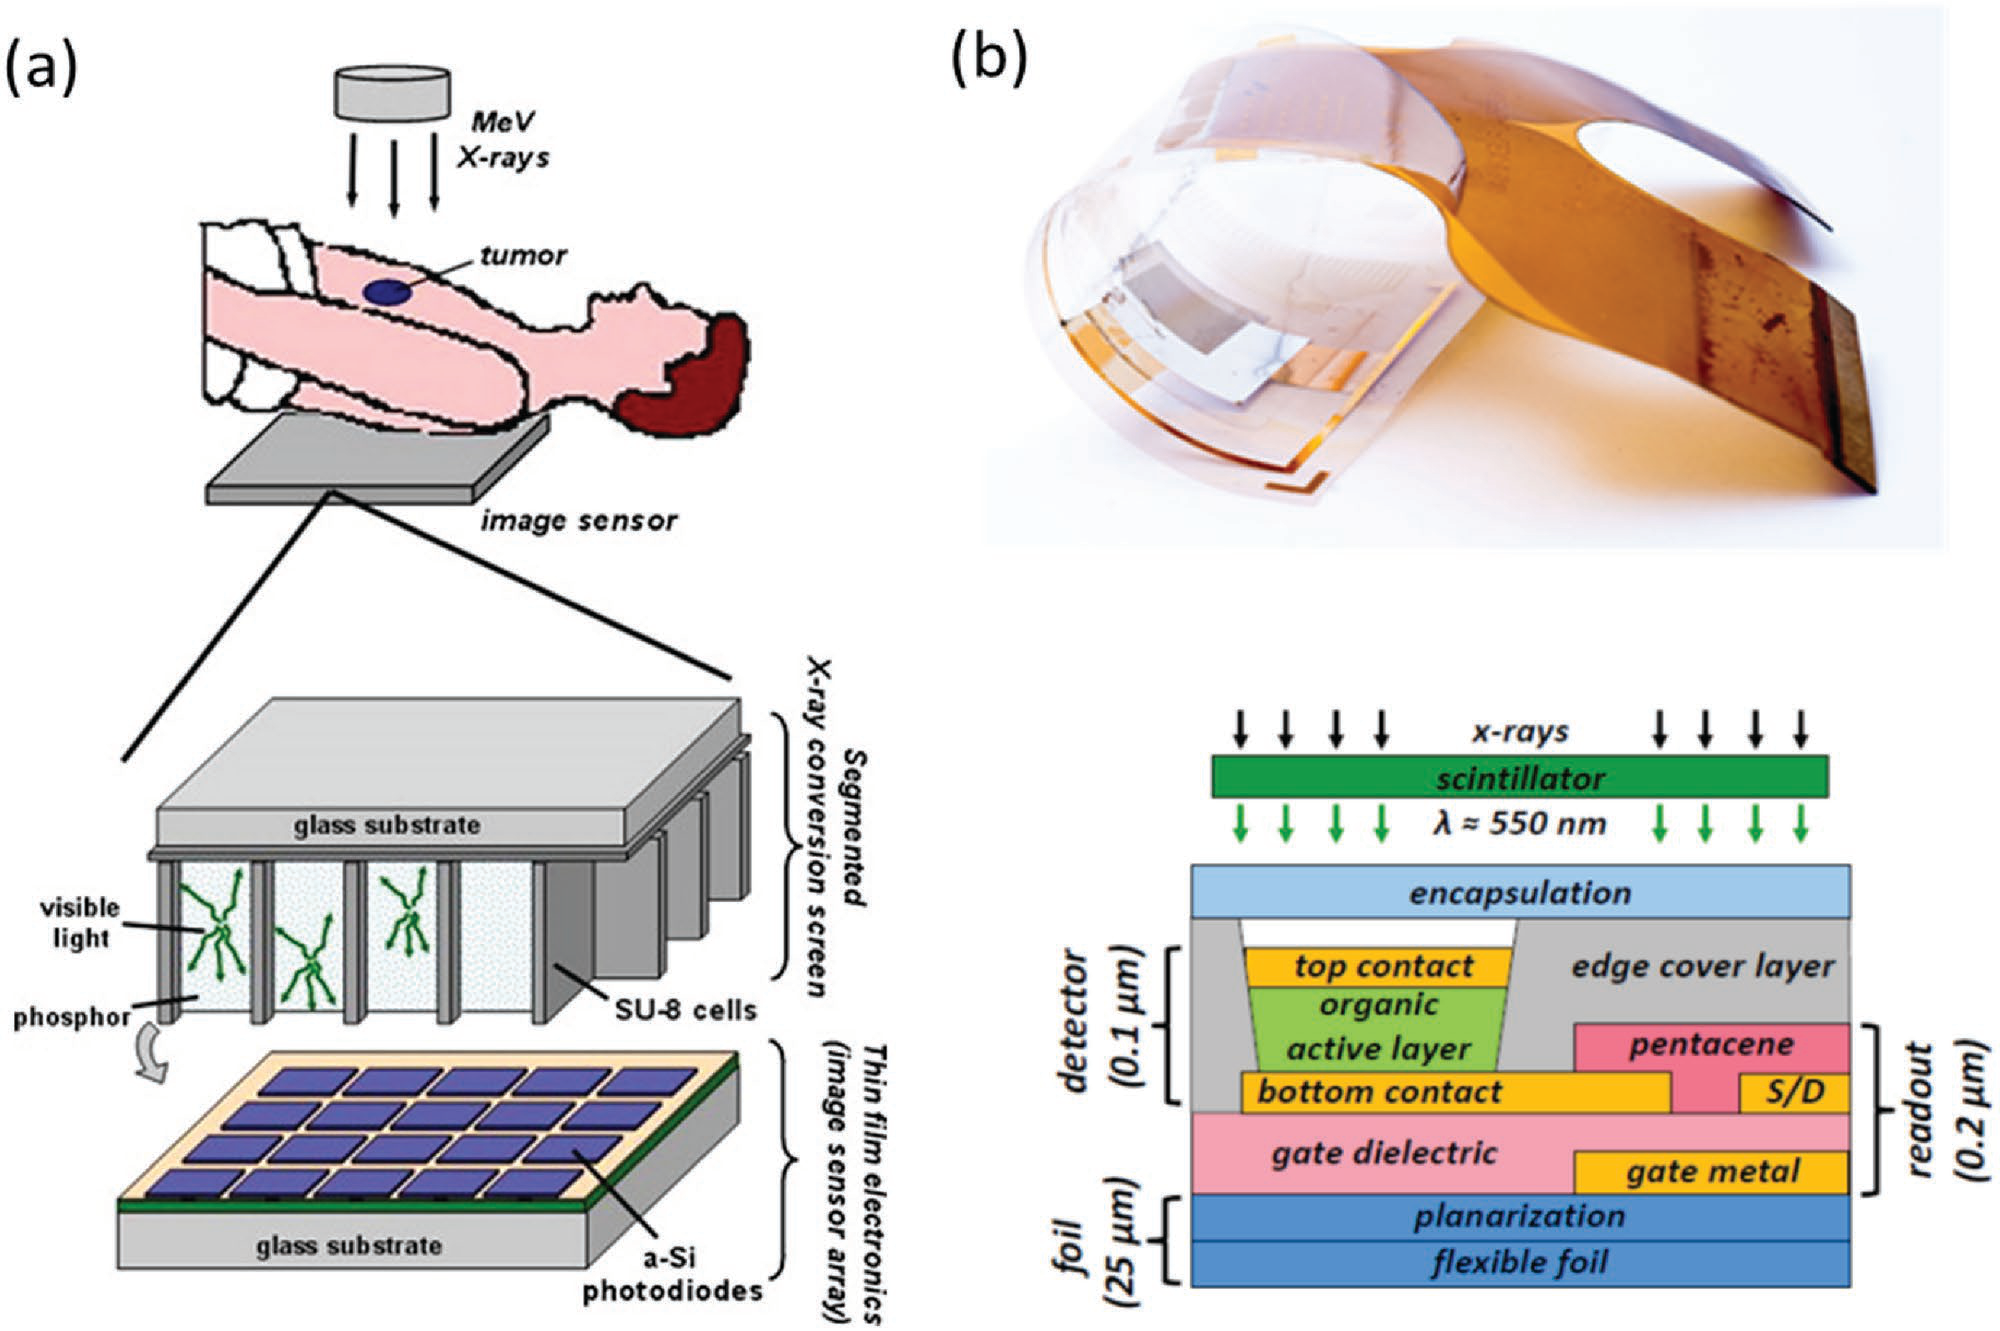 (a)
MeV
X-rays
tumor
image sensor
glass substrate
visible
light
phosphor
SU-8 cells
Segmented
X-ray conversion screen
glass substrate
a-Si
photodiodes
Thin film electronics
(image sensor array)
(b)
x-rays
scintillator
λ ≈ 550 nm
encapsulation
top contact
edge cover layer
organic
active layer
pentacene
bottom contact
S/D
gate dielectric
gate metal
planarization
flexible foil
detector
(0.1 μm)
foil
(25 μm)
readout
(0.2 μm)